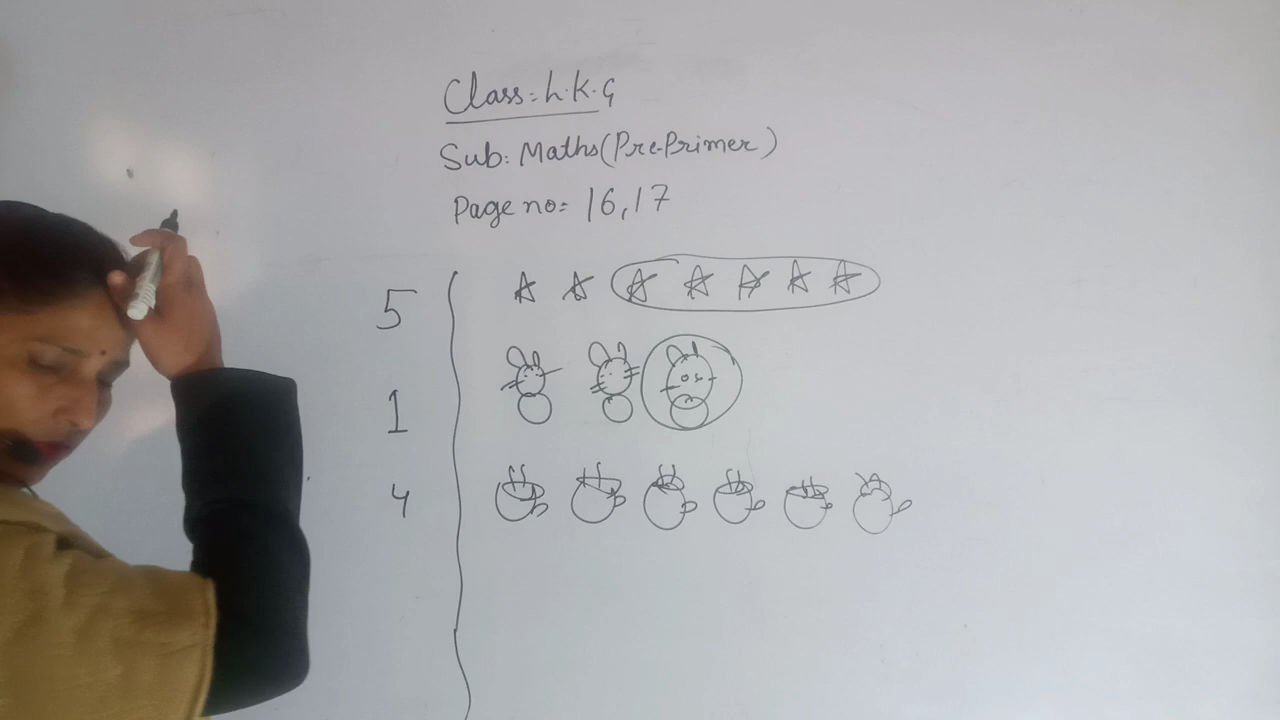 Class:- L.K.G
Sub: Maths(Pre-Primer)
Page no:- 16,17
5
1
4